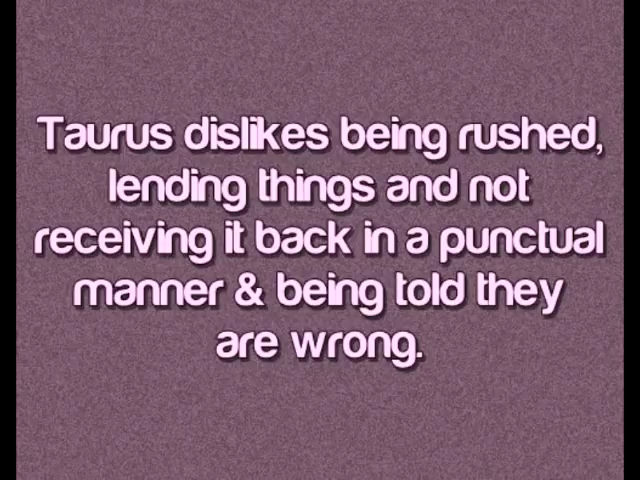 Taurus dislikes being rushed,
lending things and not
receiving it back in a punctual
manner & being told they
are wrong.